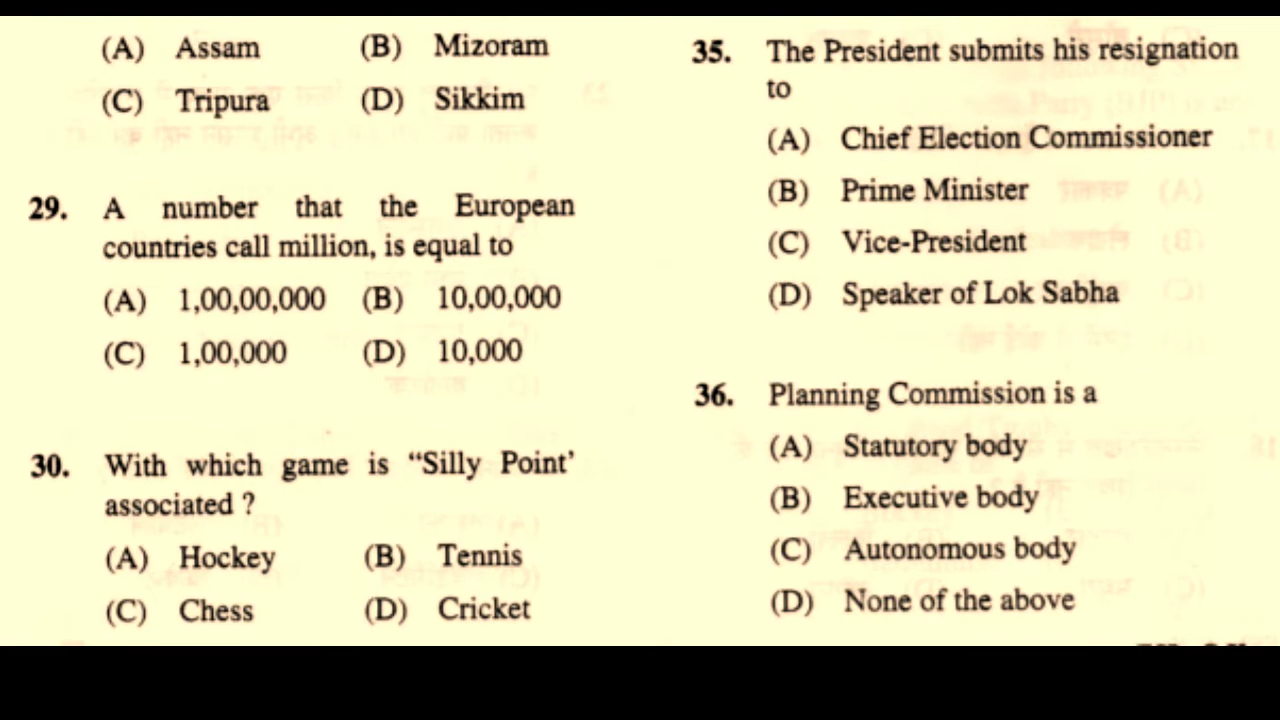 (A) Assam (B) Mizoram
(C) Tripura (D) Sikkim
29. A number that the European
countries call million, is equal to
(A) 1,00,00,000 (B) 10,00,000
(C) 1,00,000 (D) 10,000
30. With which game is “Silly Point’
associated ?
(A) Hockey (B) Tennis
(C) Chess (D) Cricket
35. The President submits his resignation
to
(A) Chief Election Commissioner
(B) Prime Minister
(C) Vice-President
(D) Speaker of Lok Sabha
36. Planning Commission is a
(A) Statutory body
(B) Executive body
(C) Autonomous body
(D) None of the above